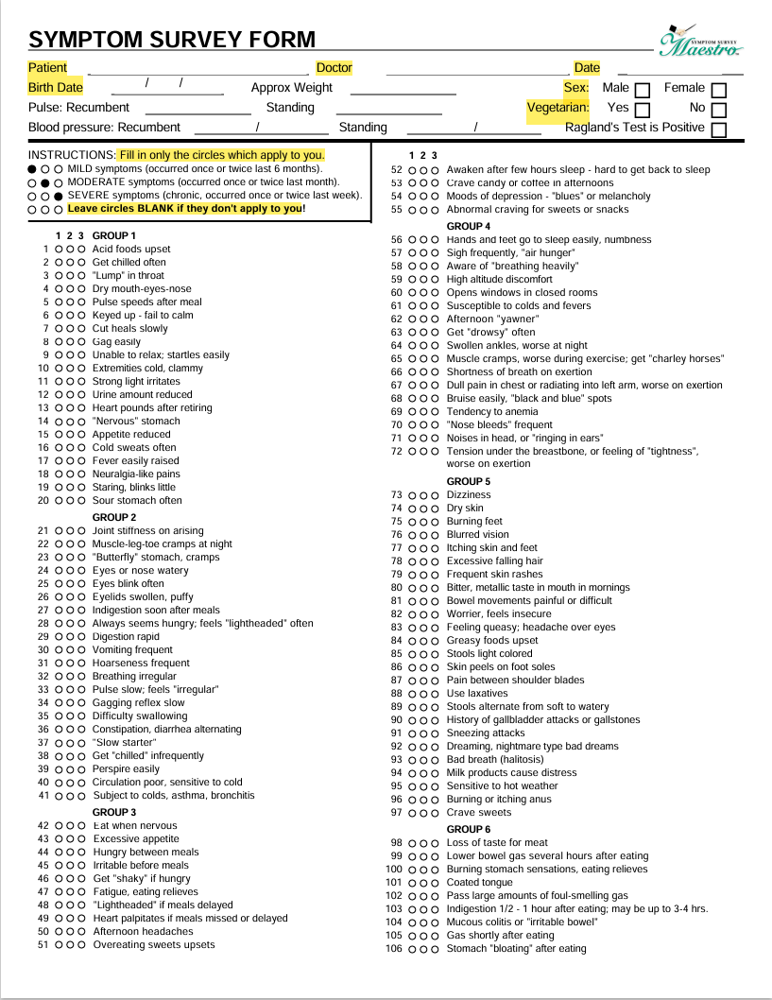 SYMPTOM SURVEY FORM
SYMPTOM SURVEY
Maestro
Patient Doctor Date
Birth Date / / Approx Weight Sex: Male Female
Pulse: Recumbent Standing Vegetarian: Yes No
Blood pressure: Recumbent / Standing / Ragland's Test is Positive
INSTRUCTIONS: Fill in only the circles which apply to you.
MILD symptoms (occurred once or twice last 6 months).
MODERATE symptoms (occurred once or twice last month).
SEVERE symptoms (chronic, occurred once or twice last week).
Leave circles BLANK if they don't apply to you!
1 2 3 GROUP 1
1 Acid foods upset
2 Get chilled often
3 "Lump" in throat
4 Dry mouth-eyes-nose
5 Pulse speeds after meal
6 Keyed up - fail to calm
7 Cut heals slowly
8 Gag easily
9 Unable to relax; startles easily
10 Extremities cold, clammy
11 Strong light irritates
12 Urine amount reduced
13 Heart pounds after retiring
14 "Nervous" stomach
15 Appetite reduced
16 Cold sweats often
17 Fever easily raised
18 Neuralgia-like pains
19 Staring, blinks little
20 Sour stomach often
GROUP 2
21 Joint stiffness on arising
22 Muscle-leg-toe cramps at night
23 "Butterfly" stomach, cramps
24 Eyes or nose watery
25 Eyes blink often
26 Eyelids swollen, puffy
27 Indigestion soon after meals
28 Always seems hungry; feels "lightheaded" often
29 Digestion rapid
30 Vomiting frequent
31 Hoarseness frequent
32 Breathing irregular
33 Pulse slow; feels "irregular"
34 Gagging reflex slow
35 Difficulty swallowing
36 Constipation, diarrhea alternating
37 "Slow starter"
38 Get "chilled" infrequently
39 Perspire easily
40 Circulation poor, sensitive to cold
41 Subject to colds, asthma, bronchitis
GROUP 3
42 Eat when nervous
43 Excessive appetite
44 Hungry between meals
45 Irritable before meals
46 Get "shaky" if hungry
47 Fatigue, eating relieves
48 "Lightheaded" if meals delayed
49 Heart palpitates if meals missed or delayed
50 Afternoon headaches
51 Overeating sweets upsets
1 2 3
52 Awaken after few hours sleep - hard to get back to sleep
53 Crave candy or coffee in afternoons
54 Moods of depression - "blues" or melancholy
55 Abnormal craving for sweets or snacks
GROUP 4
56 Hands and feet go to sleep easily, numbness
57 Sigh frequently, "air hunger"
58 Aware of "breathing heavily"
59 High altitude discomfort
60 Opens windows in closed rooms
61 Susceptible to colds and fevers
62 Afternoon "yawner"
63 Get "drowsy" often
64 Swollen ankles, worse at night
65 Muscle cramps, worse during exercise; get "charley horses"
66 Shortness of breath on exertion
67 Dull pain in chest or radiating into left arm, worse on exertion
68 Bruise easily, "black and blue" spots
69 Tendency to anemia
70 "Nose bleeds" frequent
71 Noises in head, or "ringing in ears"
72 Tension under the breastbone, or feeling of "tightness",
worse on exertion
GROUP 5
73 Dizziness
74 Dry skin
75 Burning feet
76 Blurred vision
77 Itching skin and feet
78 Excessive falling hair
79 Frequent skin rashes
80 Bitter, metallic taste in mouth in mornings
81 Bowel movements painful or difficult
82 Worrier, feels insecure
83 Feeling queasy; headache over eyes
84 Greasy foods upset
85 Stools light colored
86 Skin peels on foot soles
87 Pain between shoulder blades
88 Use laxatives
89 Stools alternate from soft to watery
90 History of gallbladder attacks or gallstones
91 Sneezing attacks
92 Dreaming, nightmare type bad dreams
93 Bad breath (halitosis)
94 Milk products cause distress
95 Sensitive to hot weather
96 Burning or itching anus
97 Crave sweets
GROUP 6
98 Loss of taste for meat
99 Lower bowel gas several hours after eating
100 Burning stomach sensations, eating relieves
101 Coated tongue
102 Pass large amounts of foul-smelling gas
103 Indigestion 1/2 - 1 hour after eating; may be up to 3-4 hrs.
104 Mucous colitis or "irritable bowel"
105 Gas shortly after eating
106 Stomach "bloating" after eating